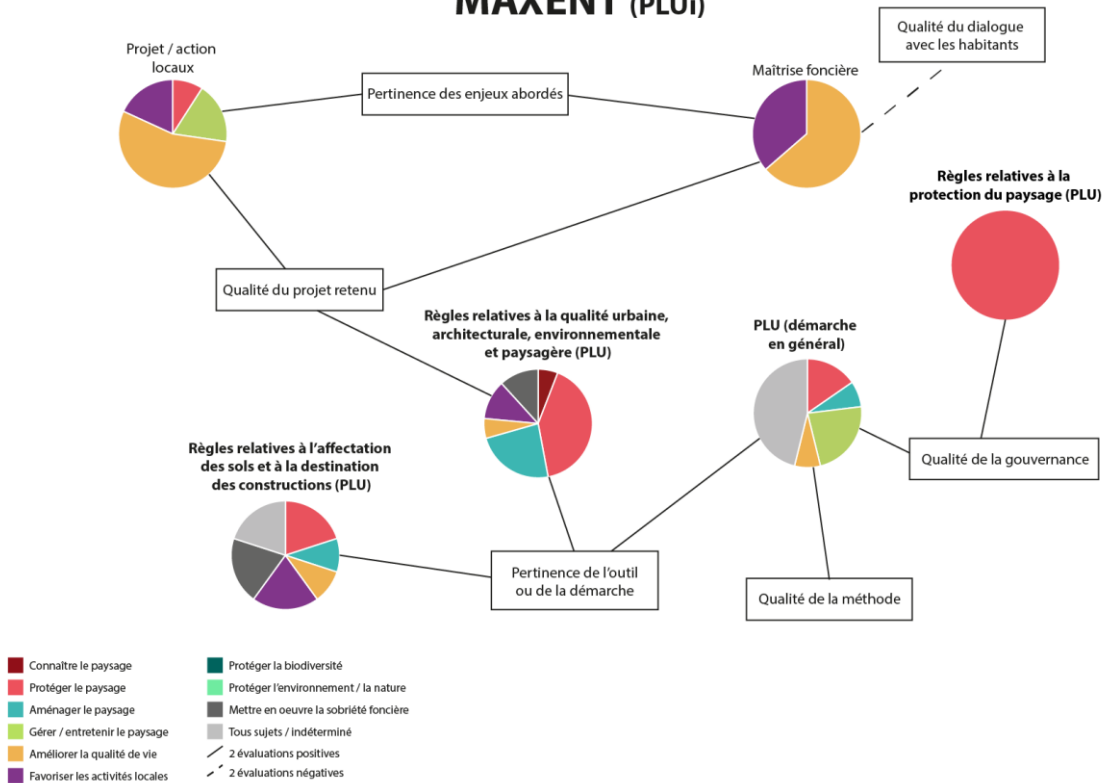 MAXENT (PLUi)
Qualité du dialogue
avec les habitants
Projet / action
locaux
Pertinence des enjeux abordés
Maîtrise foncière
Règles relatives à la
protection du paysage (PLU)
Qualité du projet retenu
Règles relatives à la qualité urbaine,
architecturale, environnementale
et paysagère (PLU)
PLU (démarche
en général)
Règles relatives à l'affectation
des sols et à la destination
des constructions (PLU)
Qualité de la gouvernance
Pertinence de l'outil
ou de la démarche
Qualité de la méthode
Connaître le paysage
Protéger le paysage
Aménager le paysage
Gérer / entretenir le paysage
Améliorer la qualité de vie
Favoriser les activités locales
Protéger la biodiversité
Protéger l'environnement / la nature
Mettre en oeuvre la sobriété foncière
Tous sujets / indéterminé
2 évaluations positives
2 évaluations négatives